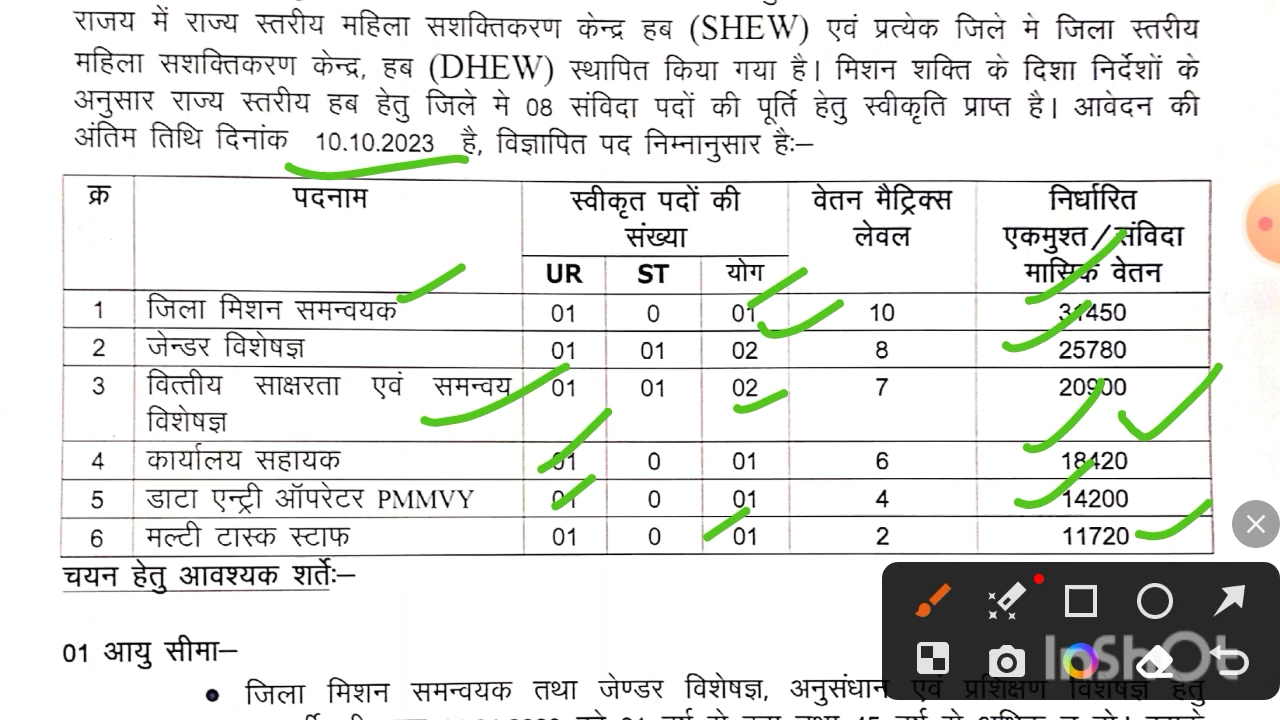 राजय में राज्य स्तरीय महिला सशक्तिकरण केन्द्र हब (SHEW) एवं प्रत्येक जिले मे जिला स्तरीय
महिला सशक्तिकरण केन्द्र, हब (DHEW) स्थापित किया गया है। मिशन शक्ति के दिशा निर्देशों के
अनुसार राज्य स्तरीय हब हेतु जिले मे 08 संविदा पदों की पूर्ति हेतु स्वीकृति प्राप्त है। आवेदन की
अंतिम तिथि दिनांक 10.10.2023 है, विज्ञापित पद निम्नानुसार हैः–
क्र पदनाम स्वीकृत पदों की संख्या वेतन मैट्रिक्स लेवल निर्धारित एकमुश्त/संविदा मासिक वेतन
UR ST योग
1 जिला मिशन समन्वयक 01 0 01 10 31450
2 जेन्डर विशेषज्ञ 01 01 02 8 25780
3 वित्तीय साक्षरता एवं समन्वय 01 01 02 7 20900
विशेषज्ञ
4 कार्यालय सहायक 01 0 01 6 18420
5 डाटा एन्ट्री ऑपरेटर PMMVY 01 0 01 4 14200
6 मल्टी टास्क स्टाफ 01 0 01 2 11720
चयन हेतु आवश्यक शर्तेः–
01 आयु सीमा–
• जिला मिशन समन्वयक तथा जेण्डर विशेषज्ञ, अनुसंधान एवं प्रशिक्षण विशेषज्ञ हेतु
InShOt